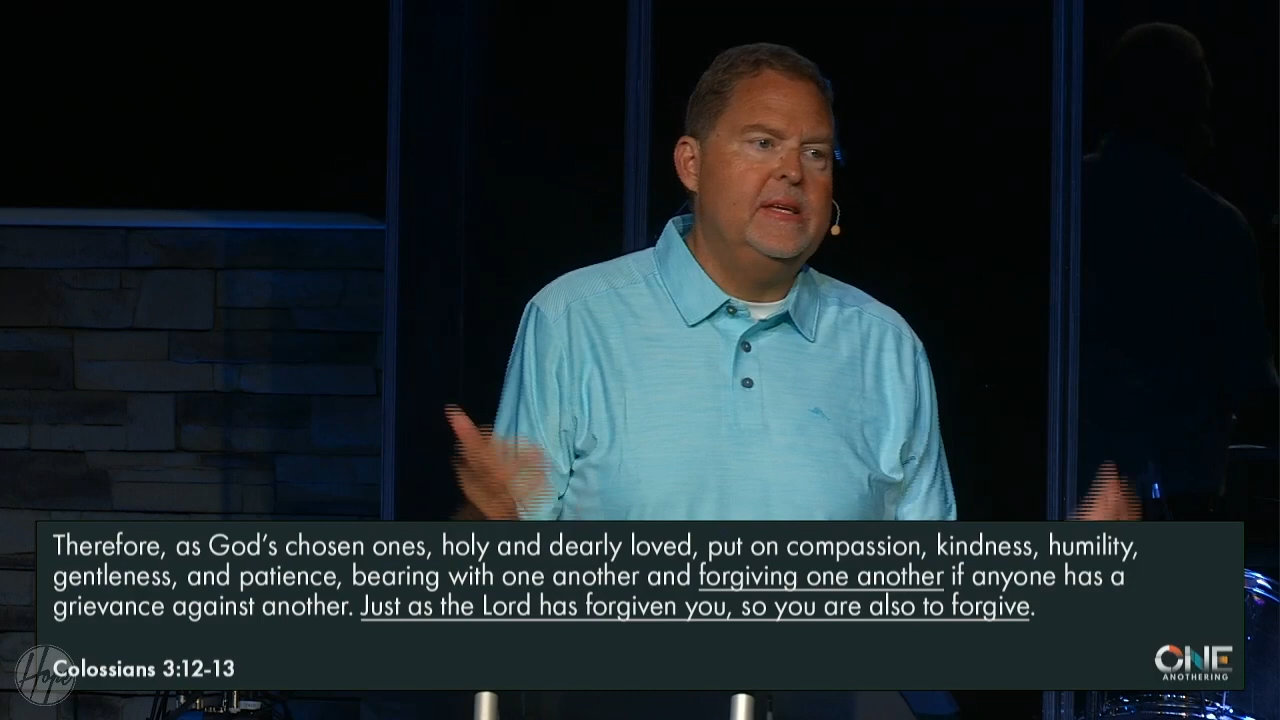 Therefore, as God's chosen ones, holy and dearly loved, put on compassion, kindness, humility,
gentleness, and patience, bearing with one another and forgiving one another if anyone has a
grievance against another. Just as the Lord has forgiven you, so you are also to forgive.
Colossians 3:12-13
Hope
ONE
ANOTHERING